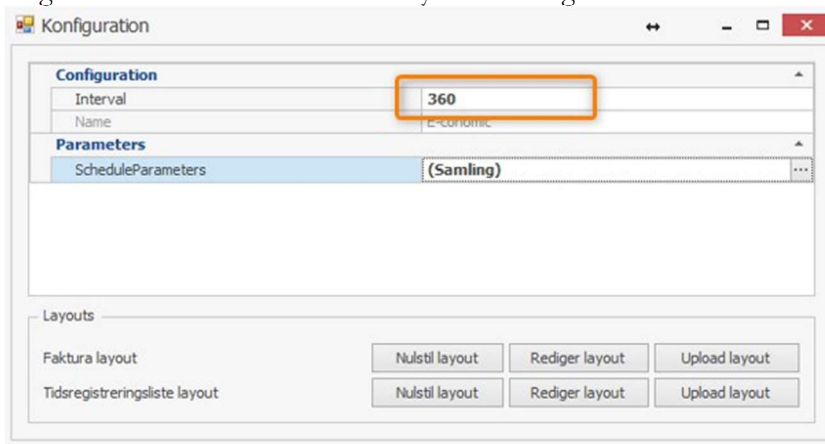 Konfiguration
Configuration
Interval 360
Name E-conomic
Parameters
ScheduleParameters (Samling) ...
Layouts
Faktura layout Nulstil layout Rediger layout Upload layout
Tidsregistreringsliste layout Nulstil layout Rediger layout Upload layout